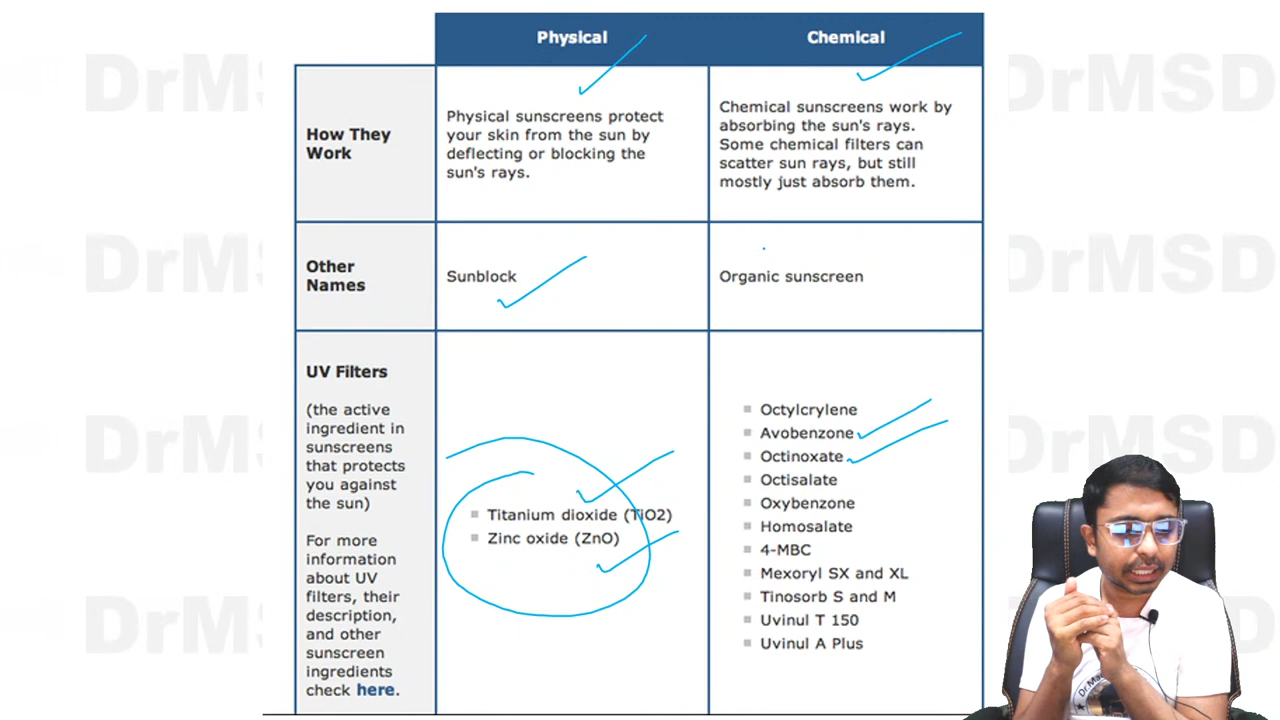 DrMSD
DrMSD
DrMSD
DrMSD
Physical
Chemical
How They
Work
Physical sunscreens protect
your skin from the sun by
deflecting or blocking the
sun's rays.
Chemical sunscreens work by
absorbing the sun's rays.
Some chemical filters can
scatter sun rays, but still
mostly just absorb them.
Other
Names
Sunblock
Organic sunscreen
UV Filters
(the active
ingredient in
sunscreens
that protects
you against
the sun)
For more
information
about UV
filters, their
description,
and other
sunscreen
ingredients
check here.
Titanium dioxide (TiO2)
Zinc oxide (ZnO)
Octylcrylene
Avobenzone
Octinoxate
Octisalate
Oxybenzone
Homosalate
4-MBC
Mexoryl SX and XL
Tinosorb S and M
Uvinul T 150
Uvinul A Plus